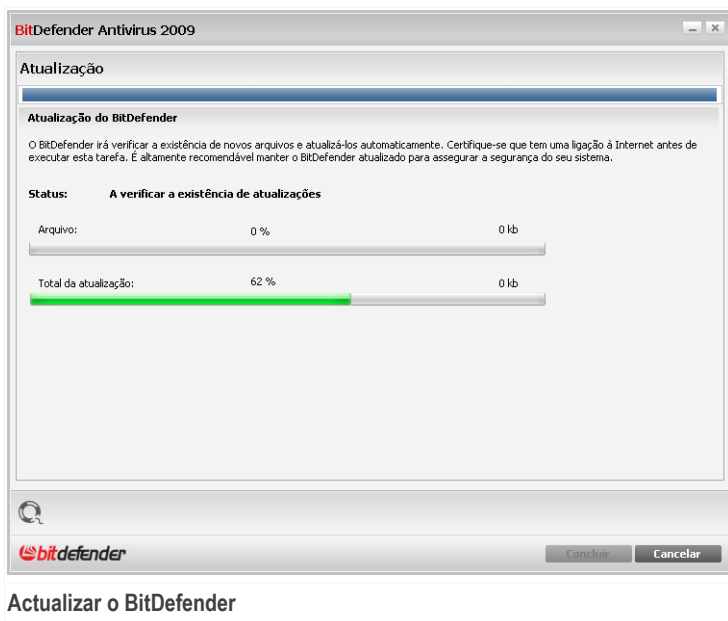 BitDefender Antivirus 2009
Atualização
Atualização do BitDefender
O BitDefender irá verificar a existência de novos arquivos e atualizá-los automaticamente. Certifique-se que tem uma ligação à Internet antes de
executar esta tarefa. É altamente recomendável manter o BitDefender atualizado para assegurar a segurança do seu sistema.
Status: A verificar a existência de atualizações
Arquivo: 0 % 0 kb
Total da atualização: 62 % 0 kb
bitdefender Concluir Cancelar
Actualizar o BitDefender